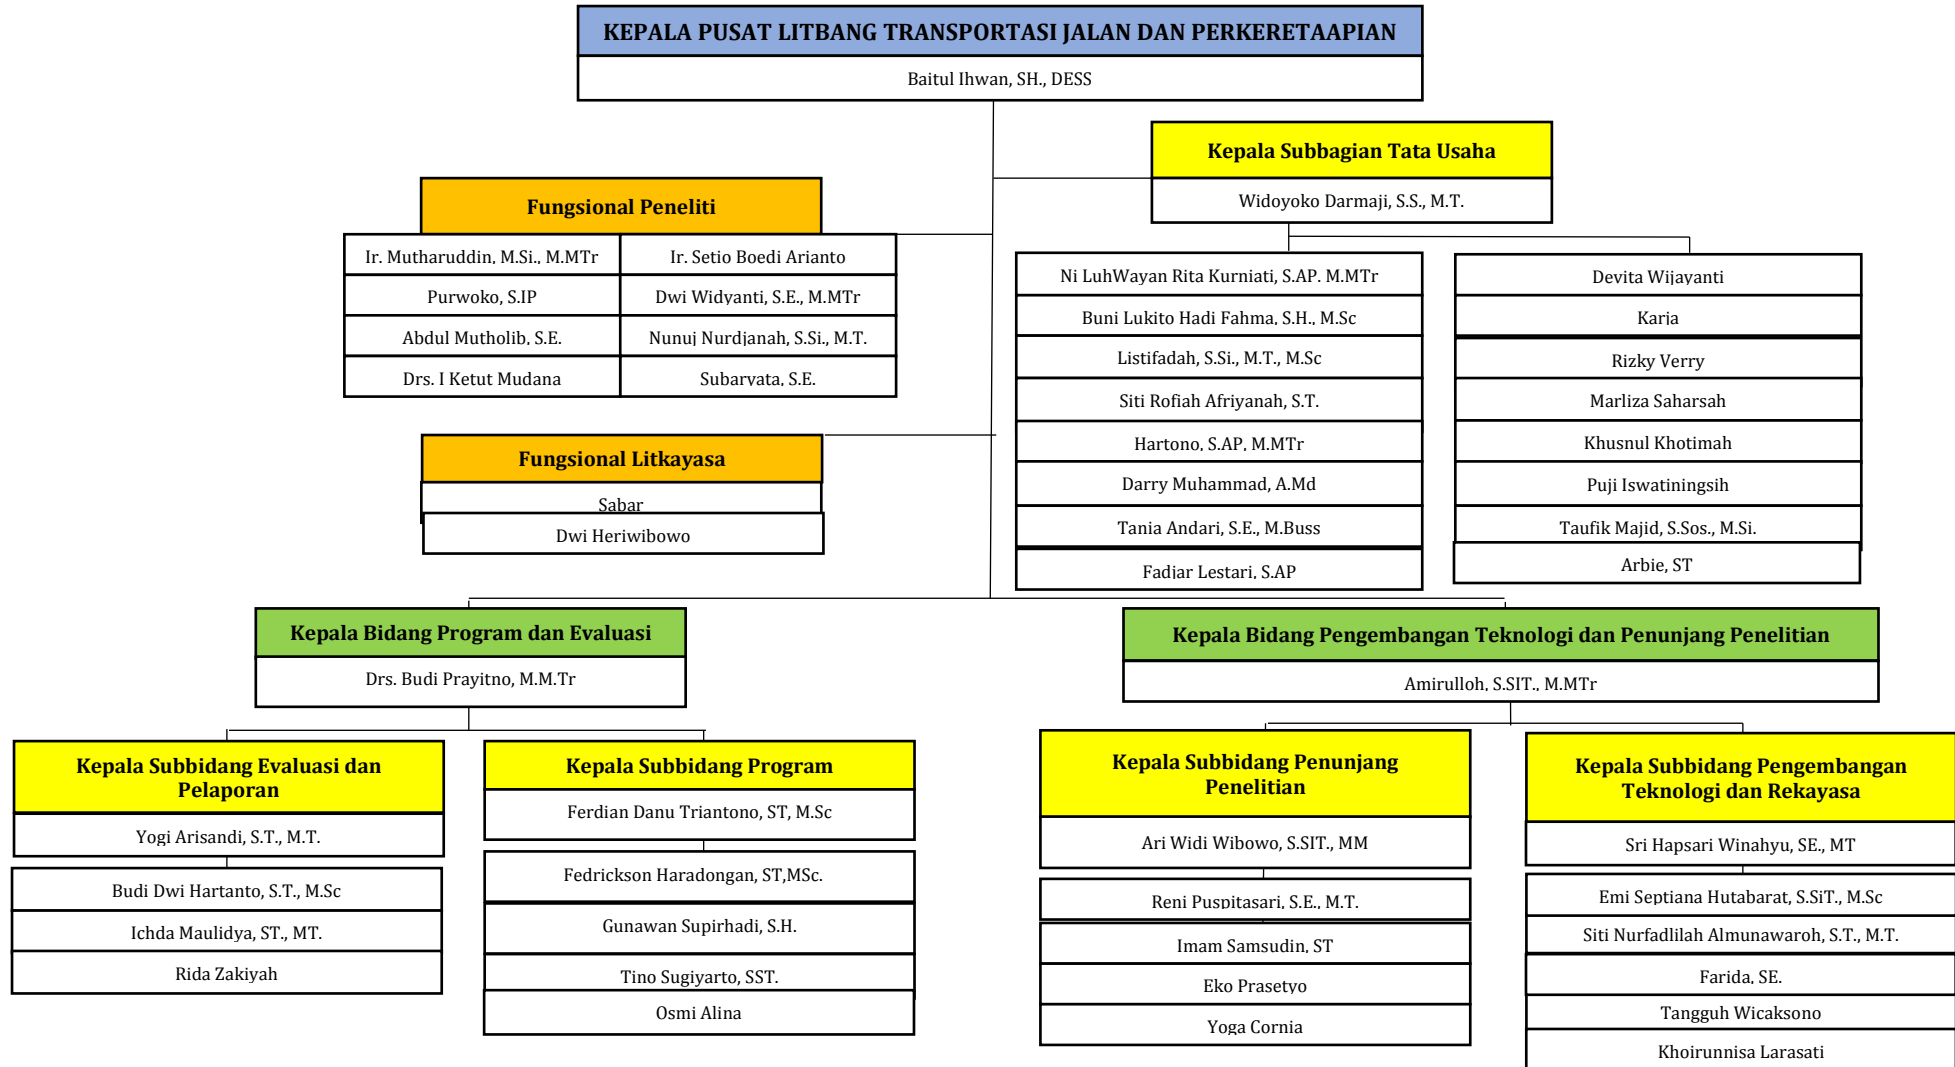 KEPALA PUSAT LITBANG TRANSPORTASI JALAN DAN PERKERETAAPIAN
Baitul Ihwan, SH., DESS
Kepala Subbagian Tata Usaha
Widoyoko Darmaji, S.S., M.T.
Fungsional Peneliti
Ir. Mutharuddin, M.Si., M.MTr
Ir. Setio Boedi Arianto
Purwoko, S.IP
Dwi Widyanti, S.E., M.MTr
Abdul Mutholib, S.E.
Nunuj Nurdjanah, S.Si., M.T.
Drs. I Ketut Mudana
Subaryata, S.E.
Ni LuhWayan Rita Kurniati, S.AP. M.MTr
Buni Lukito Hadi Fahma, S.H., M.Sc
Listifadah, S.Si., M.T., M.Sc
Siti Rofiah Afriyanah, S.T.
Hartono, S.AP, M.MTr
Darry Muhammad, A.Md
Tania Andari, S.E., M.Buss
Fadjar Lestari, S.AP
Devita Wijayanti
Karja
Rizky Verry
Marliza Saharsah
Khusnul Khotimah
Puji Iswatiningsih
Taufik Majid, S.Sos., M.Si.
Arbie, ST
Fungsional Litkayasa
Sabar
Dwi Heriwibowo
Kepala Bidang Program dan Evaluasi
Drs. Budi Prayitno, M.M.Tr
Kepala Bidang Pengembangan Teknologi dan Penunjang Penelitian
Amirulloh, S.SIT., M.MTr
Kepala Subbidang Evaluasi dan
Pelaporan
Yogi Arisandi, S.T., M.T.
Budi Dwi Hartanto, S.T., M.Sc
Ichda Maulidya, ST., MT.
Rida Zakiyah
Kepala Subbidang Program
Ferdian Danu Triantono, ST, M.Sc
Fedrickson Haradongan, ST,MSc.
Gunawan Supirhadi, S.H.
Tino Sugiyarto, SST.
Osmi Alina
Kepala Subbidang Penunjang
Penelitian
Ari Widi Wibowo, S.SIT., MM
Reni Puspitasari, S.E., M.T.
Imam Samsudin, ST
Eko Prasetyo
Yoga Cornia
Kepala Subbidang Pengembangan
Teknologi dan Rekayasa
Sri Hapsari Winahyu, SE., MT
Emi Septiana Hutabarat, S.SiT., M.Sc
Siti Nurfadlilah Almunawaroh, S.T., M.T.
Farida, SE.
Tangguh Wicaksono
Khoirunnisa Larasati